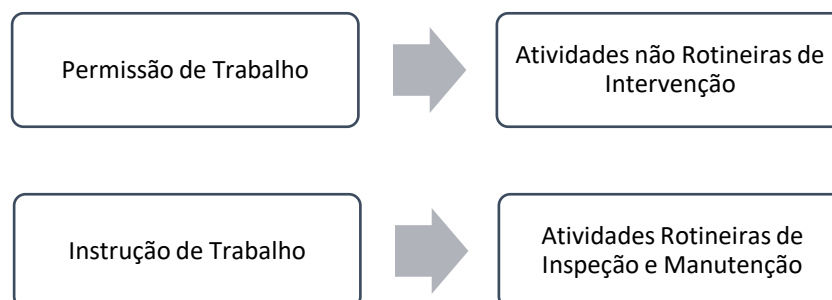 Permissão de Trabalho
Atividades não Rotineiras de
Intervenção
Instrução de Trabalho
Atividades Rotineiras de
Inspeção e Manutenção